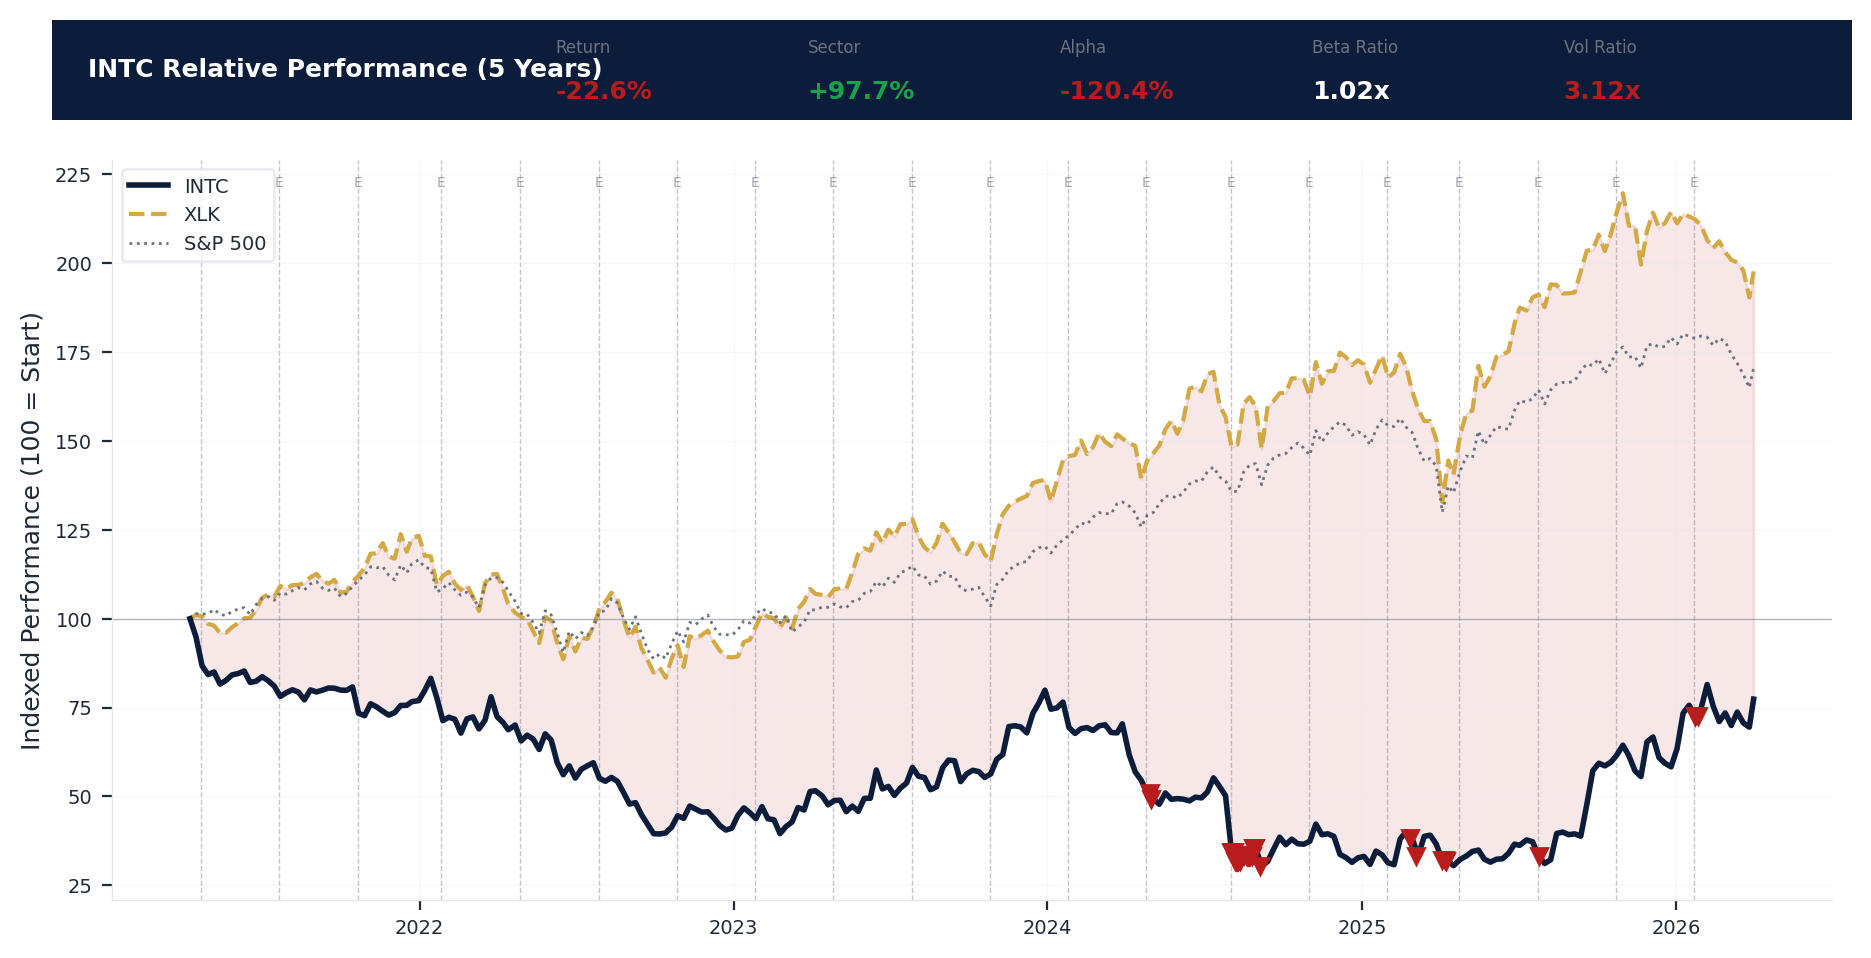 INTC Relative Performance (5 Years)
Return
-22.6%
Sector
+97.7%
Alpha
-120.4%
Beta Ratio
1.02x
Vol Ratio
3.12x
INTC
XLK
S&P 500
E E E E E E E E E E E E E E E E E E E
Indexed Performance (100 = Start)
225
200
175
150
125
100
75
50
25
2022 2023 2024 2025 2026